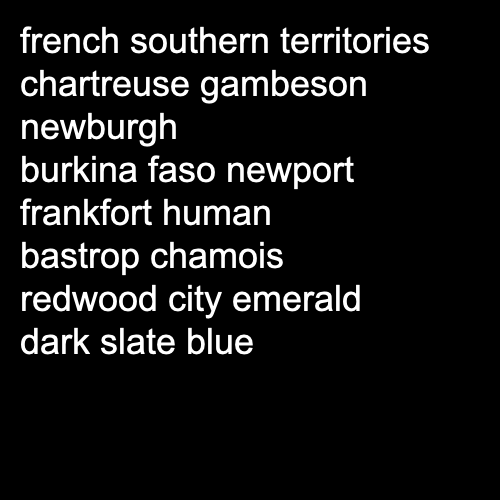 french southern territories
chartreuse gambeson
newburgh
burkina faso newport
frankfort human
bastrop chamois
redwood city emerald
dark slate blue